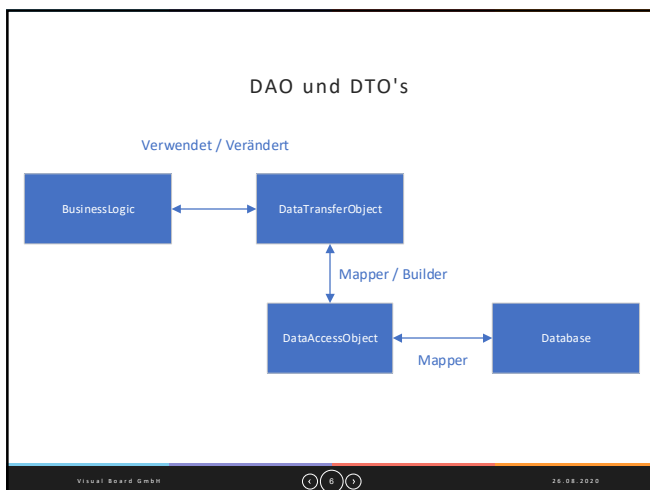 DAO und DTO's
Verwendet / Verändert
BusinessLogic
DataTransferObject
Mapper / Builder
DataAccessObject
Database
Mapper
Visual Board GmbH
6
26.08.2020